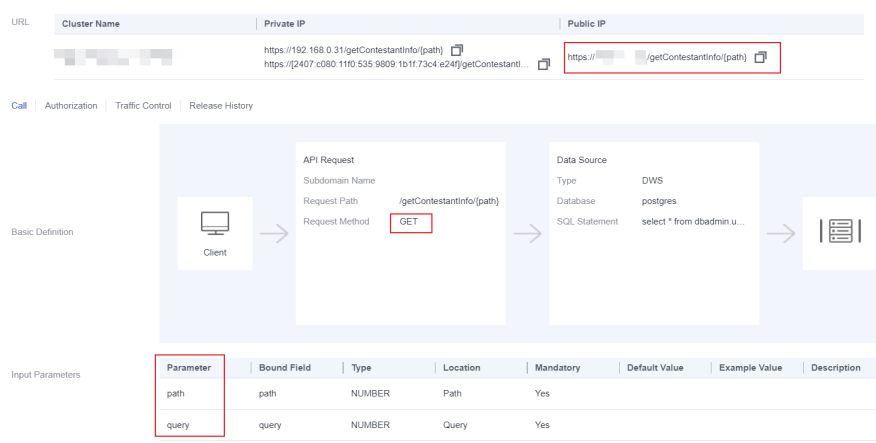 URL
Cluster Name Private IP Public IP
https://192.168.0.31/getContestantInfo/{path}
https://[2407:c080:11f0:535:9809:1b1f:73c4:e24f]/getContestantI...
https:// /getContestantInfo/{path}
Call Authorization Traffic Control Release History
API Request
Data Source
Subdomain Name
Type DWS
Request Path /getContestantInfo/{path}
Database postgres
Request Method GET
SQL Statement select * from dbadmin.u...
Basic Definition
Client
Input Parameters
Parameter Bound Field Type Location Mandatory Default Value Example Value Description
path path NUMBER Path Yes
query query NUMBER Query Yes